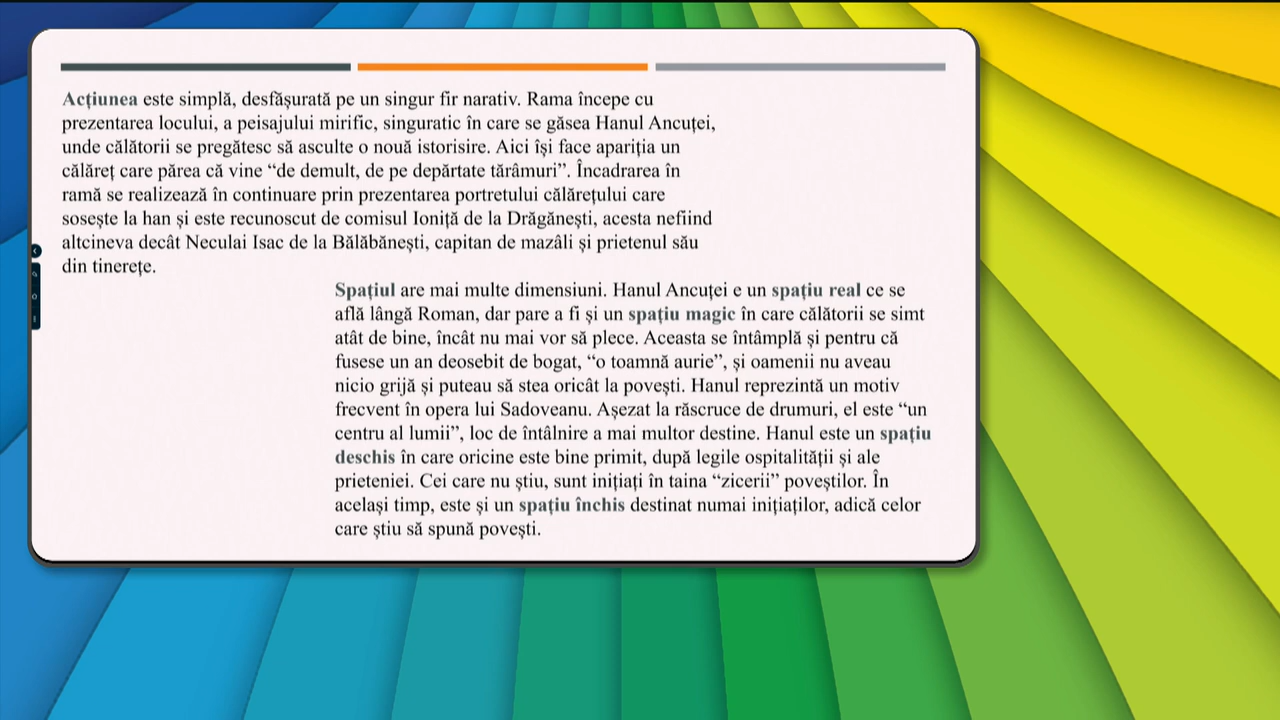 Acțiunea este simplă, desfășurată pe un singur fir narativ. Rama începe cu
prezentarea locului, a peisajului mirific, singuratic în care se găsea Hanul Ancuței,
unde călătorii se pregătesc să asculte o nouă istorisire. Aici își face apariția un
călăreț care părea că vine “de demult, de pe depărtate tărâmuri”. Încadrarea în
ramă se realizează în continuare prin prezentarea portretului călărețului care
sosește la han și este recunoscut de comisul Ioniță de la Drăgănești, acesta nefiind
altcineva decât Neculai Isac de la Bălăbănești, capitan de mazâli și prietenul său
din tinerețe.
Spațiul are mai multe dimensiuni. Hanul Ancuței e un spațiu real ce se
află lângă Roman, dar pare a fi și un spațiu magic în care călătorii se simt
atât de bine, încât nu mai vor să plece. Aceasta se întâmplă și pentru că
fusese un an deosebit de bogat, “o toamnă aurie”, și oamenii nu aveau
nicio grijă și puteau să stea oricât la povești. Hanul reprezintă un motiv
frecvent în opera lui Sadoveanu. Așezat la răscruce de drumuri, el este “un
centru al lumii”, loc de întâlnire a mai multor destine. Hanul este un spațiu
deschis în care oricine este bine primit, după legile ospitalității și ale
prieteniei. Cei care nu știu, sunt inițiați în taina “zicerii” poveștilor. În
același timp, este și un spațiu închis destinat numai inițiaților, adică celor
care știu să spună povești.